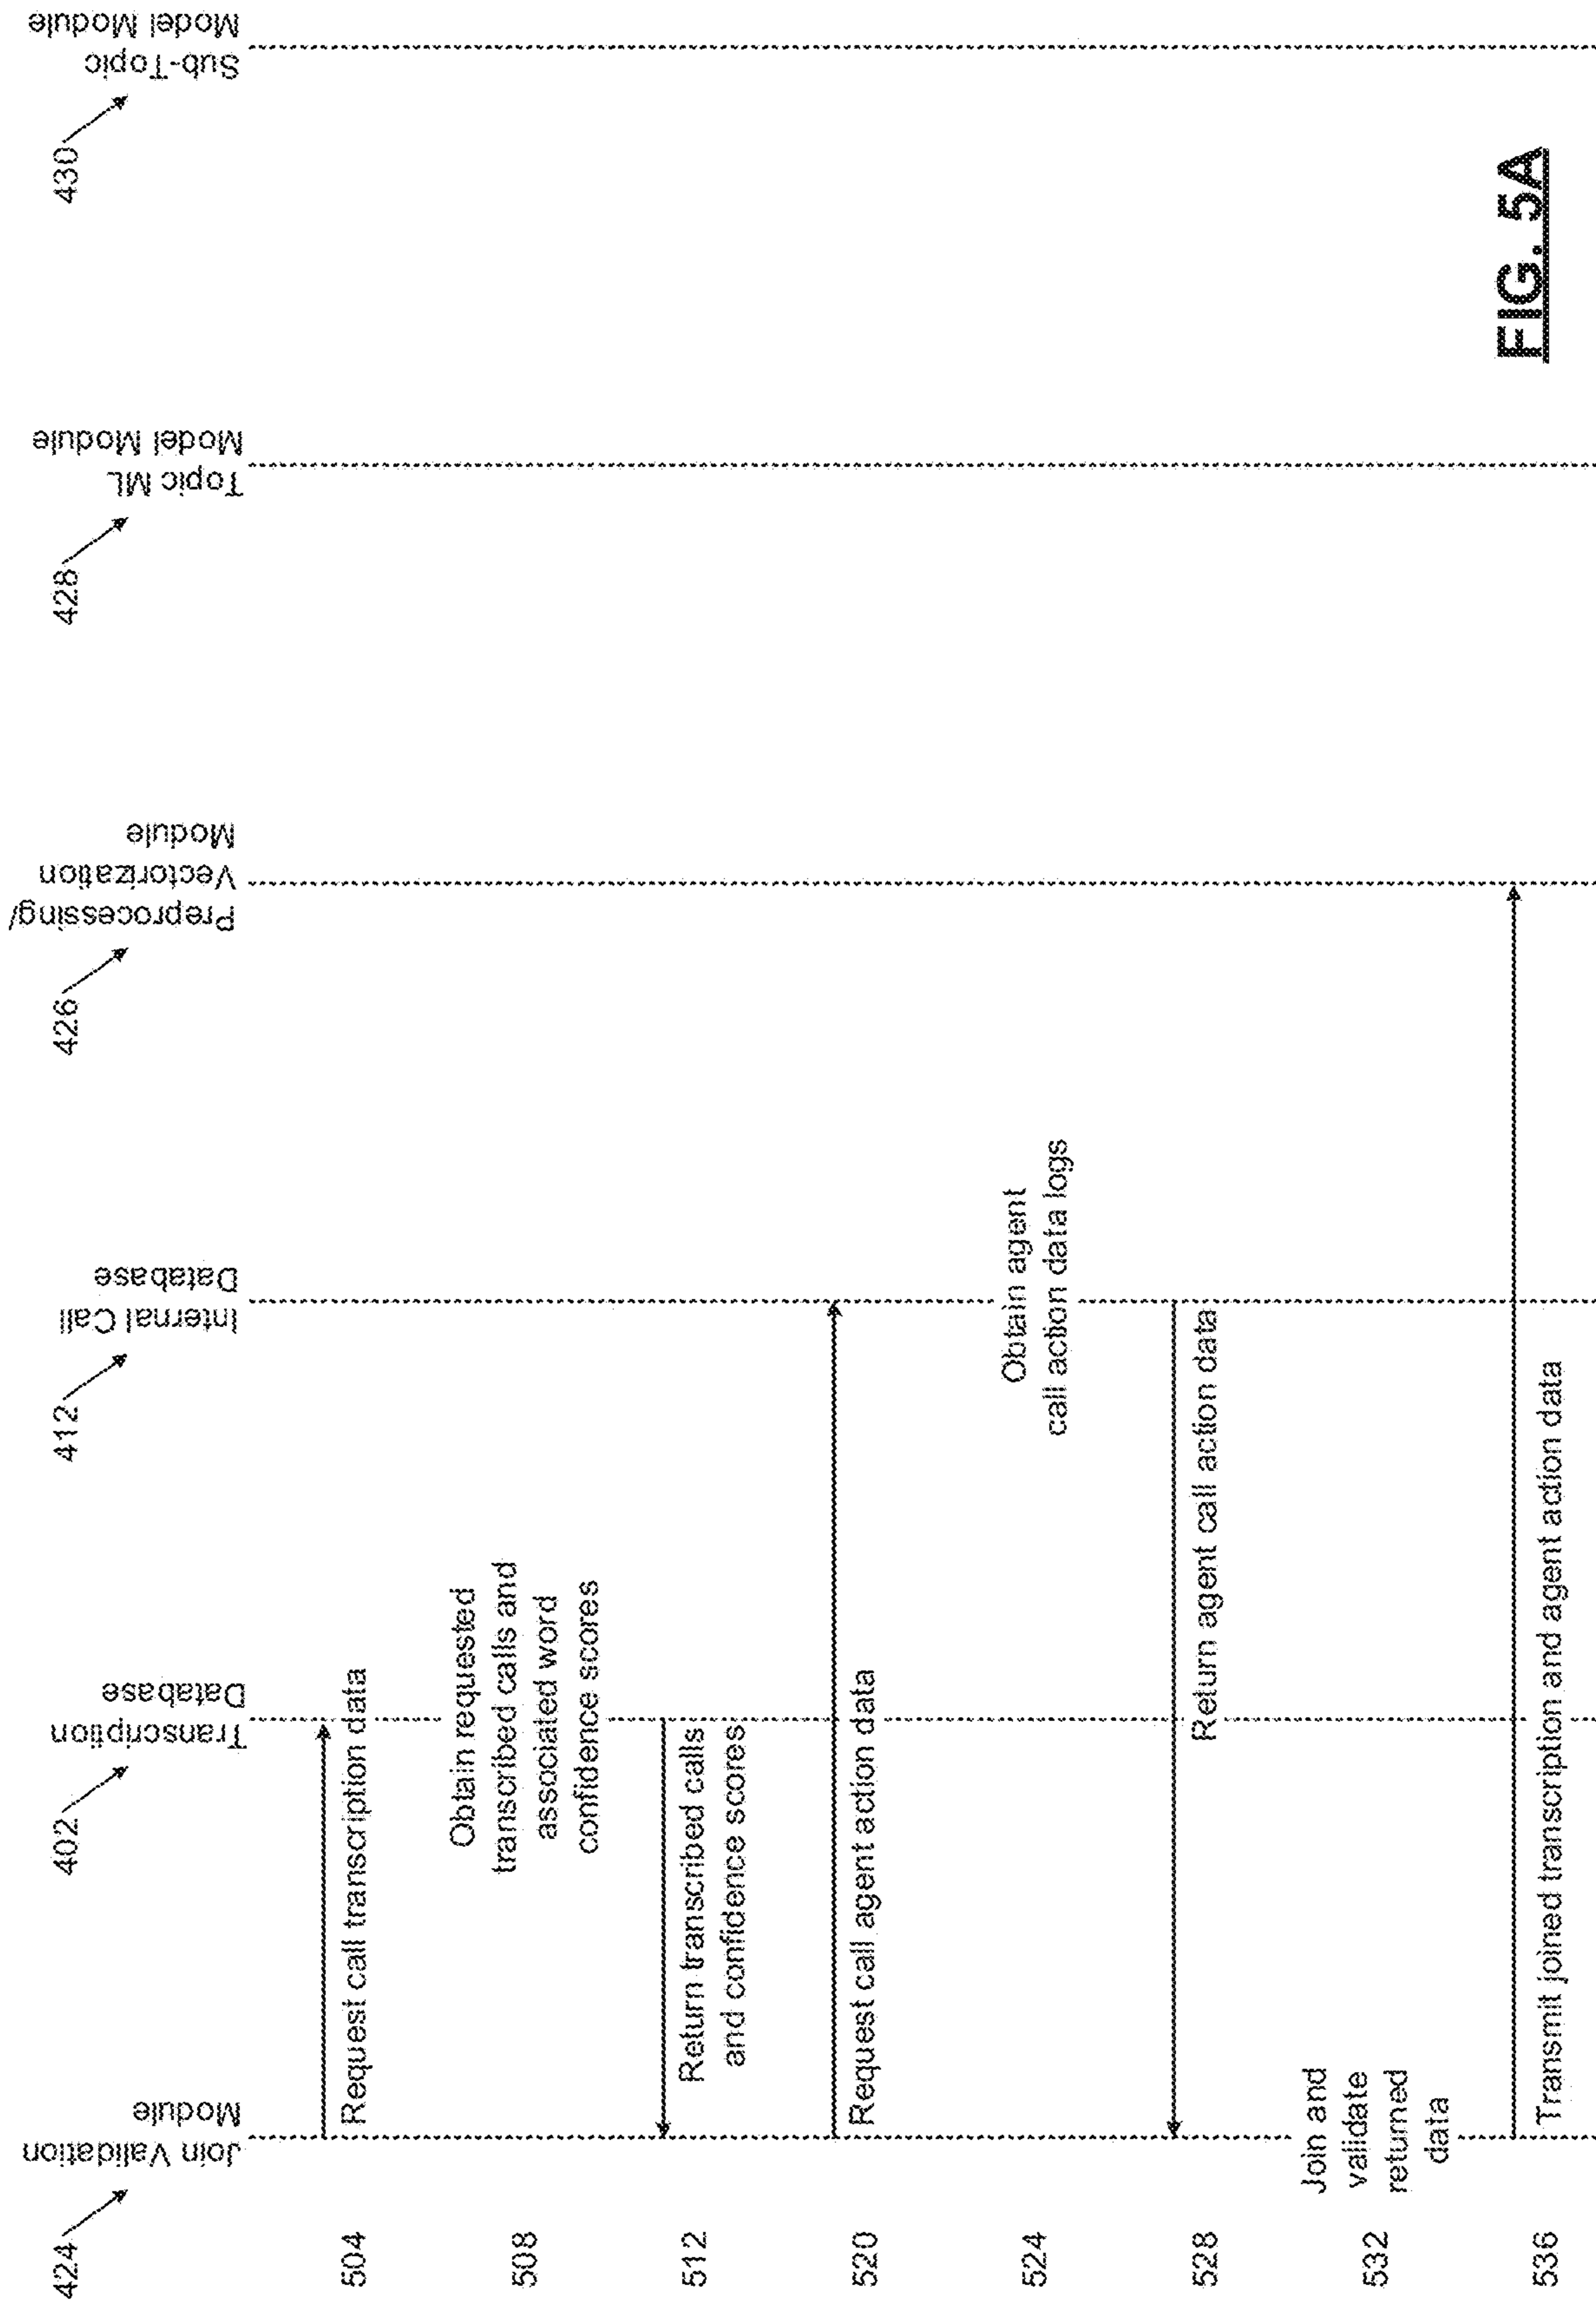 424
Join Validation
Module
402
Transcription
Database
412
Internal Call
Database
426
Preprocessing/
Vectorization
Module
428
Topic ML
Model Module
430
Sub-Topic
Model Module
504
Request call transcription data
508
Obtain requested
transcribed calls and
associated word
confidence scores
512
Return transcribed calls
and confidence scores
520
Request call agent action data
524
Obtain agent
call action data logs
528
Return agent call action data
532
Join and
validate
returned
data
536
Transmit joined transcription and agent action data
FIG. 5A